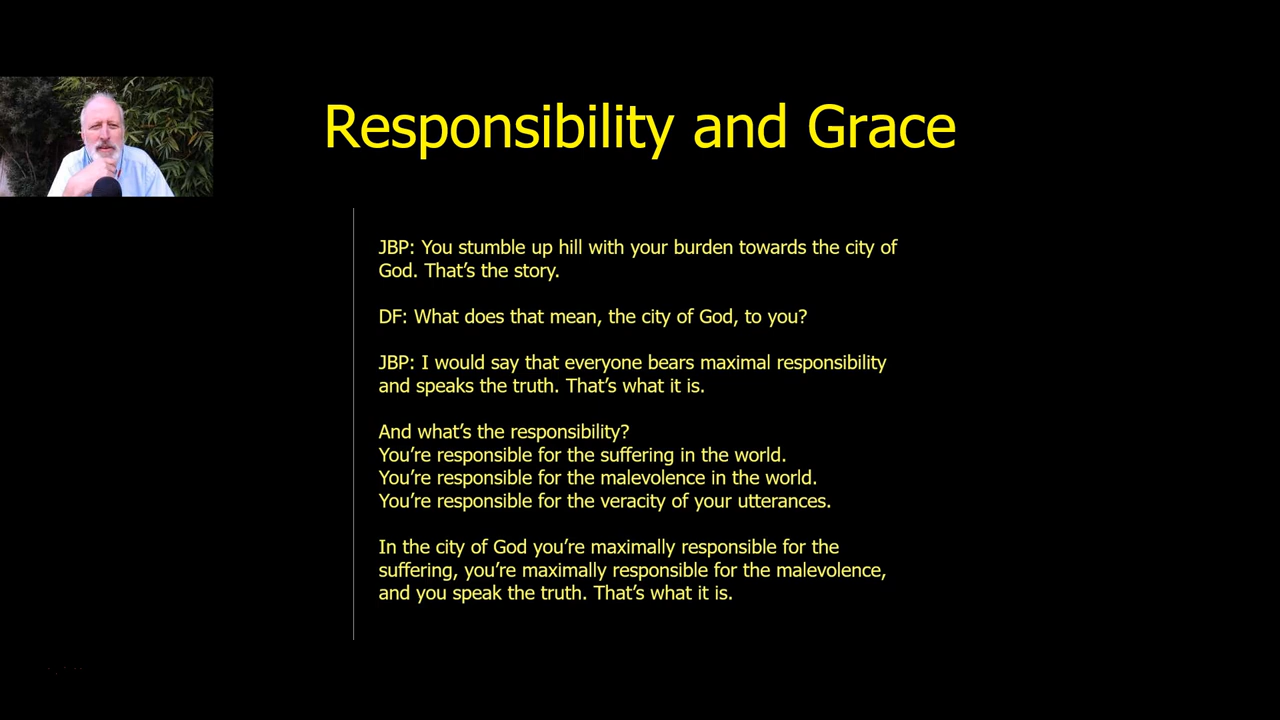 Responsibility and Grace
JBP: You stumble up hill with your burden towards the city of
God. That’s the story.
DF: What does that mean, the city of God, to you?
JBP: I would say that everyone bears maximal responsibility
and speaks the truth. That’s what it is.
And what’s the responsibility?
You’re responsible for the suffering in the world.
You’re responsible for the malevolence in the world.
You’re responsible for the veracity of your utterances.
In the city of God you’re maximally responsible for the
suffering, you’re maximally responsible for the malevolence,
and you speak the truth. That’s what it is.